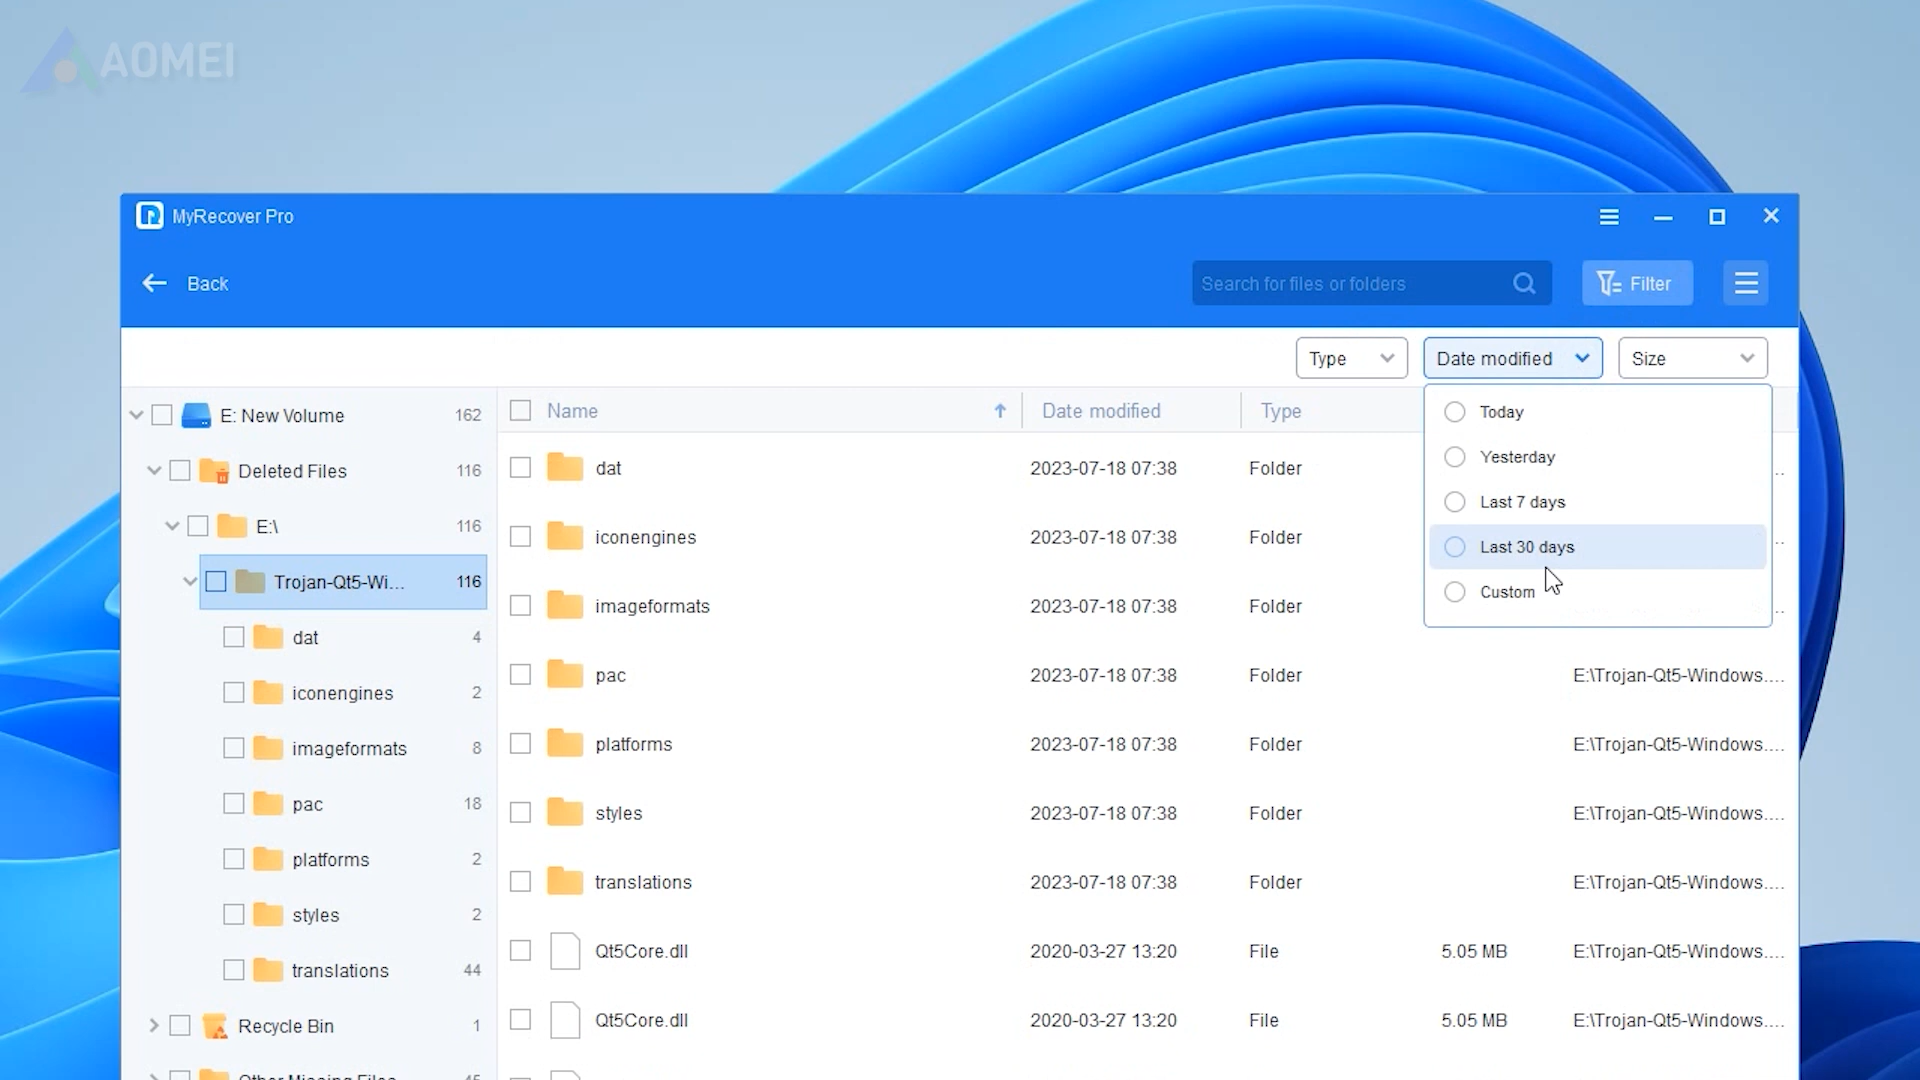 AOMEI
MyRecover Pro
Back
Search for files or folders
Filter
Type
Date modified
Size
E: New Volume 162
Deleted Files 116
E:\ 116
Trojan-Qt5-Wi... 116
dat 4
iconengines 2
imageformats 8
pac 18
platforms 2
styles 2
translations 44
Recycle Bin 1
Other Missing Files 45
Name Date modified Type
dat 2023-07-18 07:38 Folder
iconengines 2023-07-18 07:38 Folder
imageformats 2023-07-18 07:38 Folder
pac 2023-07-18 07:38 Folder E:\Trojan-Qt5-Windows....
platforms 2023-07-18 07:38 Folder E:\Trojan-Qt5-Windows....
styles 2023-07-18 07:38 Folder E:\Trojan-Qt5-Windows....
translations 2023-07-18 07:38 Folder E:\Trojan-Qt5-Windows....
Qt5Core.dll 2020-03-27 13:20 File 5.05 MB E:\Trojan-Qt5-Windows....
Qt5Core.dll 2020-03-27 13:20 File 5.05 MB E:\Trojan-Qt5-Windows....
Today
Yesterday
Last 7 days
Last 30 days
Custom